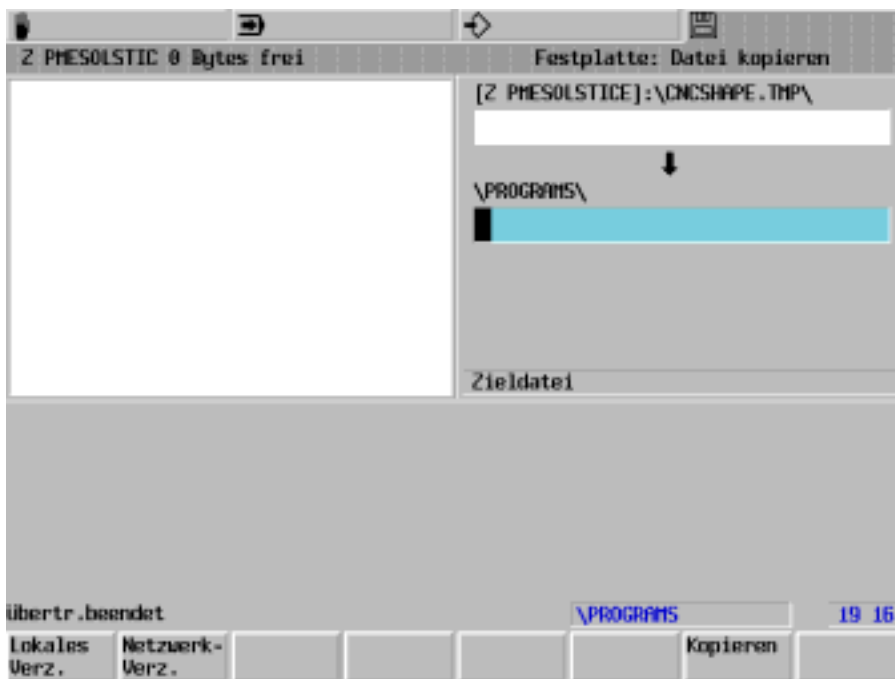 Z PMESOLSTIC 0 Bytes frei
Festplatte: Datei kopieren
[Z PMESOLSTICE]:\CNCSHAPE.TMP\
\PROGRAMS\
Zieldatei
übertr.beendet
\PROGRAMS
19 16
Lokales Verz.
Netzwerk-Verz.
Kopieren